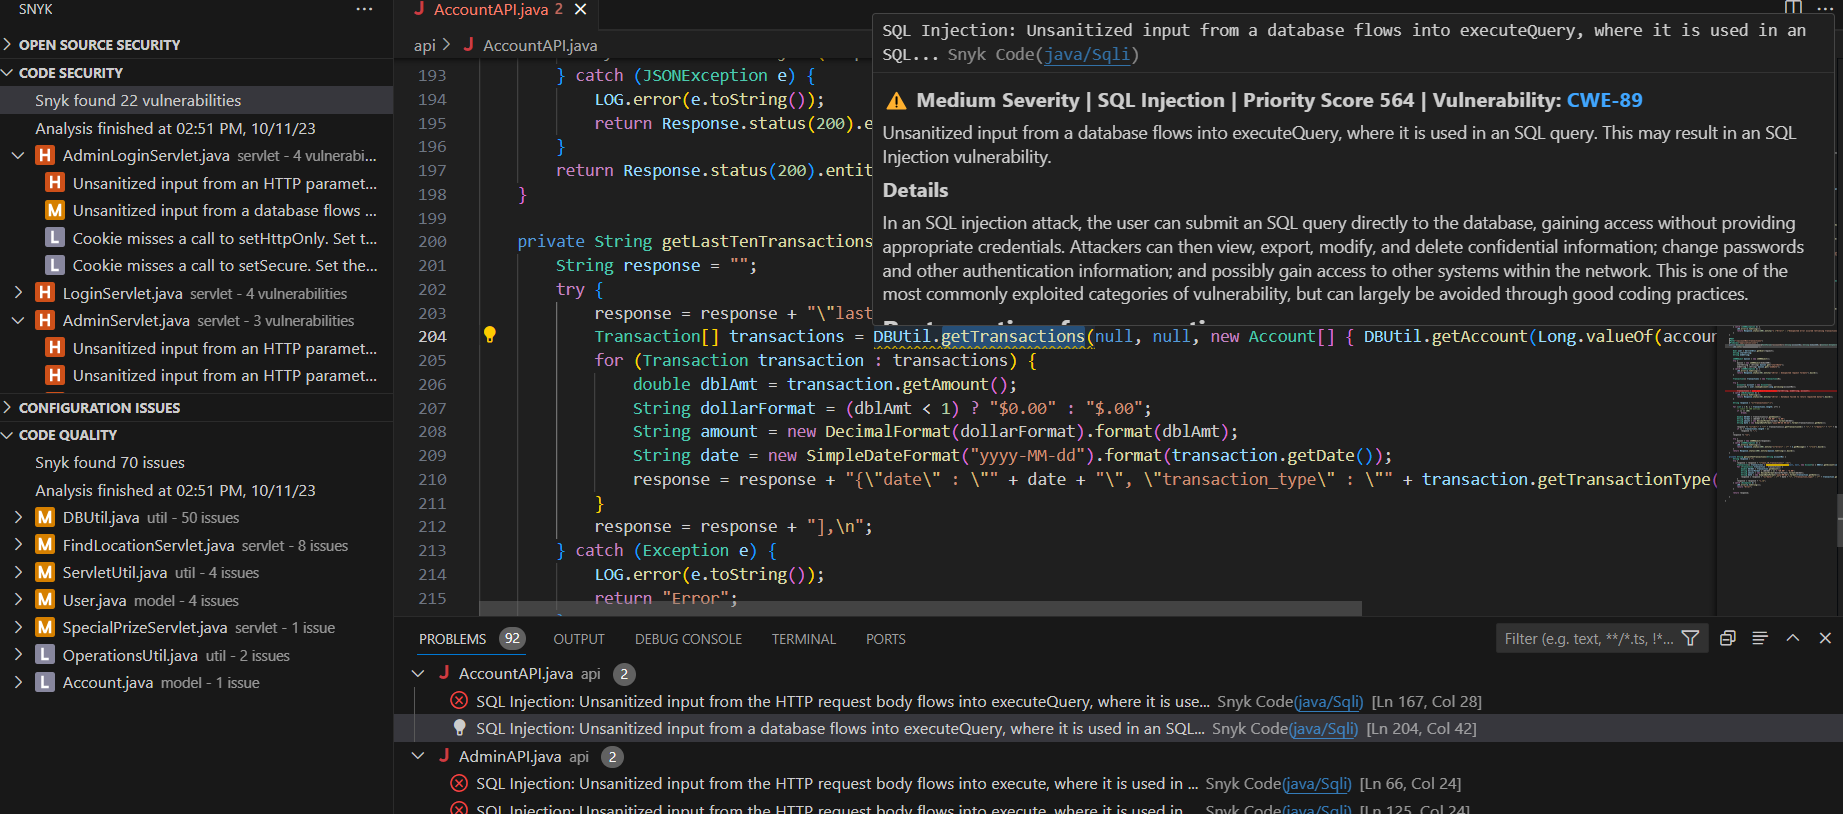 SNYK
OPEN SOURCE SECURITY
CODE SECURITY
Snyk found 22 vulnerabilities
Analysis finished at 02:51 PM, 10/11/23
AdminLoginServlet.java servlet - 4 vulnerabi...
Unsanitized input from an HTTP paramet...
Unsanitized input from a database flows ...
Cookie misses a call to setHttpOnly. Set t...
Cookie misses a call to setSecure. Set the...
LoginServlet.java servlet - 4 vulnerabilities
AdminServlet.java servlet - 3 vulnerabilities
Unsanitized input from an HTTP paramet...
Unsanitized input from an HTTP paramet...
CONFIGURATION ISSUES
CODE QUALITY
Snyk found 70 issues
Analysis finished at 02:51 PM, 10/11/23
DBUtil.java util - 50 issues
FindLocationServlet.java servlet - 8 issues
ServletUtil.java util - 4 issues
User.java model - 4 issues
SpecialPrizeServlet.java servlet - 1 issue
OperationsUtil.java util - 2 issues
Account.java model - 1 issue
AccountAPI.java 2
api > AccountAPI.java
193 } catch (JSONException e) {
194 LOG.error(e.toString());
195 return Response.status(200).e
196 }
197 return Response.status(200).entit
198 }
199
200 private String getLastTenTransactions
201 String response = "";
202 try {
203 response = response + "\"last
204 Transaction[] transactions = DBUtil.getTransactions(null, null, new Account[] { DBUtil.getAccount(Long.valueOf(accoun
205 for (Transaction transaction : transactions) {
206 double dblAmt = transaction.getAmount();
207 String dollarFormat = (dblAmt < 1) ? "$0.00" : "$.00";
208 String amount = new DecimalFormat(dollarFormat).format(dblAmt);
209 String date = new SimpleDateFormat("yyyy-MM-dd").format(transaction.getDate());
210 response = response + "{\"date\" : \"" + date + "\", \"transaction_type\" : \"" + transaction.getTransactionType(
211 }
212 response = response + "],\n";
213 } catch (Exception e) {
214 LOG.error(e.toString());
215 return "Error";
SQL Injection: Unsanitized input from a database flows into executeQuery, where it is used in an
SQL... Snyk Code(java/Sqli)
Medium Severity | SQL Injection | Priority Score 564 | Vulnerability: CWE-89
Unsanitized input from a database flows into executeQuery, where it is used in an SQL query. This may result in an SQL
Injection vulnerability.
Details
In an SQL injection attack, the user can submit an SQL query directly to the database, gaining access without providing
appropriate credentials. Attackers can then view, export, modify, and delete confidential information; change passwords
and other authentication information; and possibly gain access to other systems within the network. This is one of the
most commonly exploited categories of vulnerability, but can largely be avoided through good coding practices.
PROBLEMS 92 OUTPUT DEBUG CONSOLE TERMINAL PORTS Filter (e.g. text, **/*.ts, !*...
AccountAPI.java api 2
SQL Injection: Unsanitized input from the HTTP request body flows into executeQuery, where it is use... Snyk Code(java/Sqli) [Ln 167, Col 28]
SQL Injection: Unsanitized input from a database flows into executeQuery, where it is used in an SQL... Snyk Code(java/Sqli) [Ln 204, Col 42]
AdminAPI.java api 2
SQL Injection: Unsanitized input from the HTTP request body flows into execute, where it is used in ... Snyk Code(java/Sqli) [Ln 66, Col 24]
SQL Injection: Unsanitized input from the HTTP request body flows into execute, where it is used in ... Snyk Code(java/Sqli) [Ln 125, Col 24]